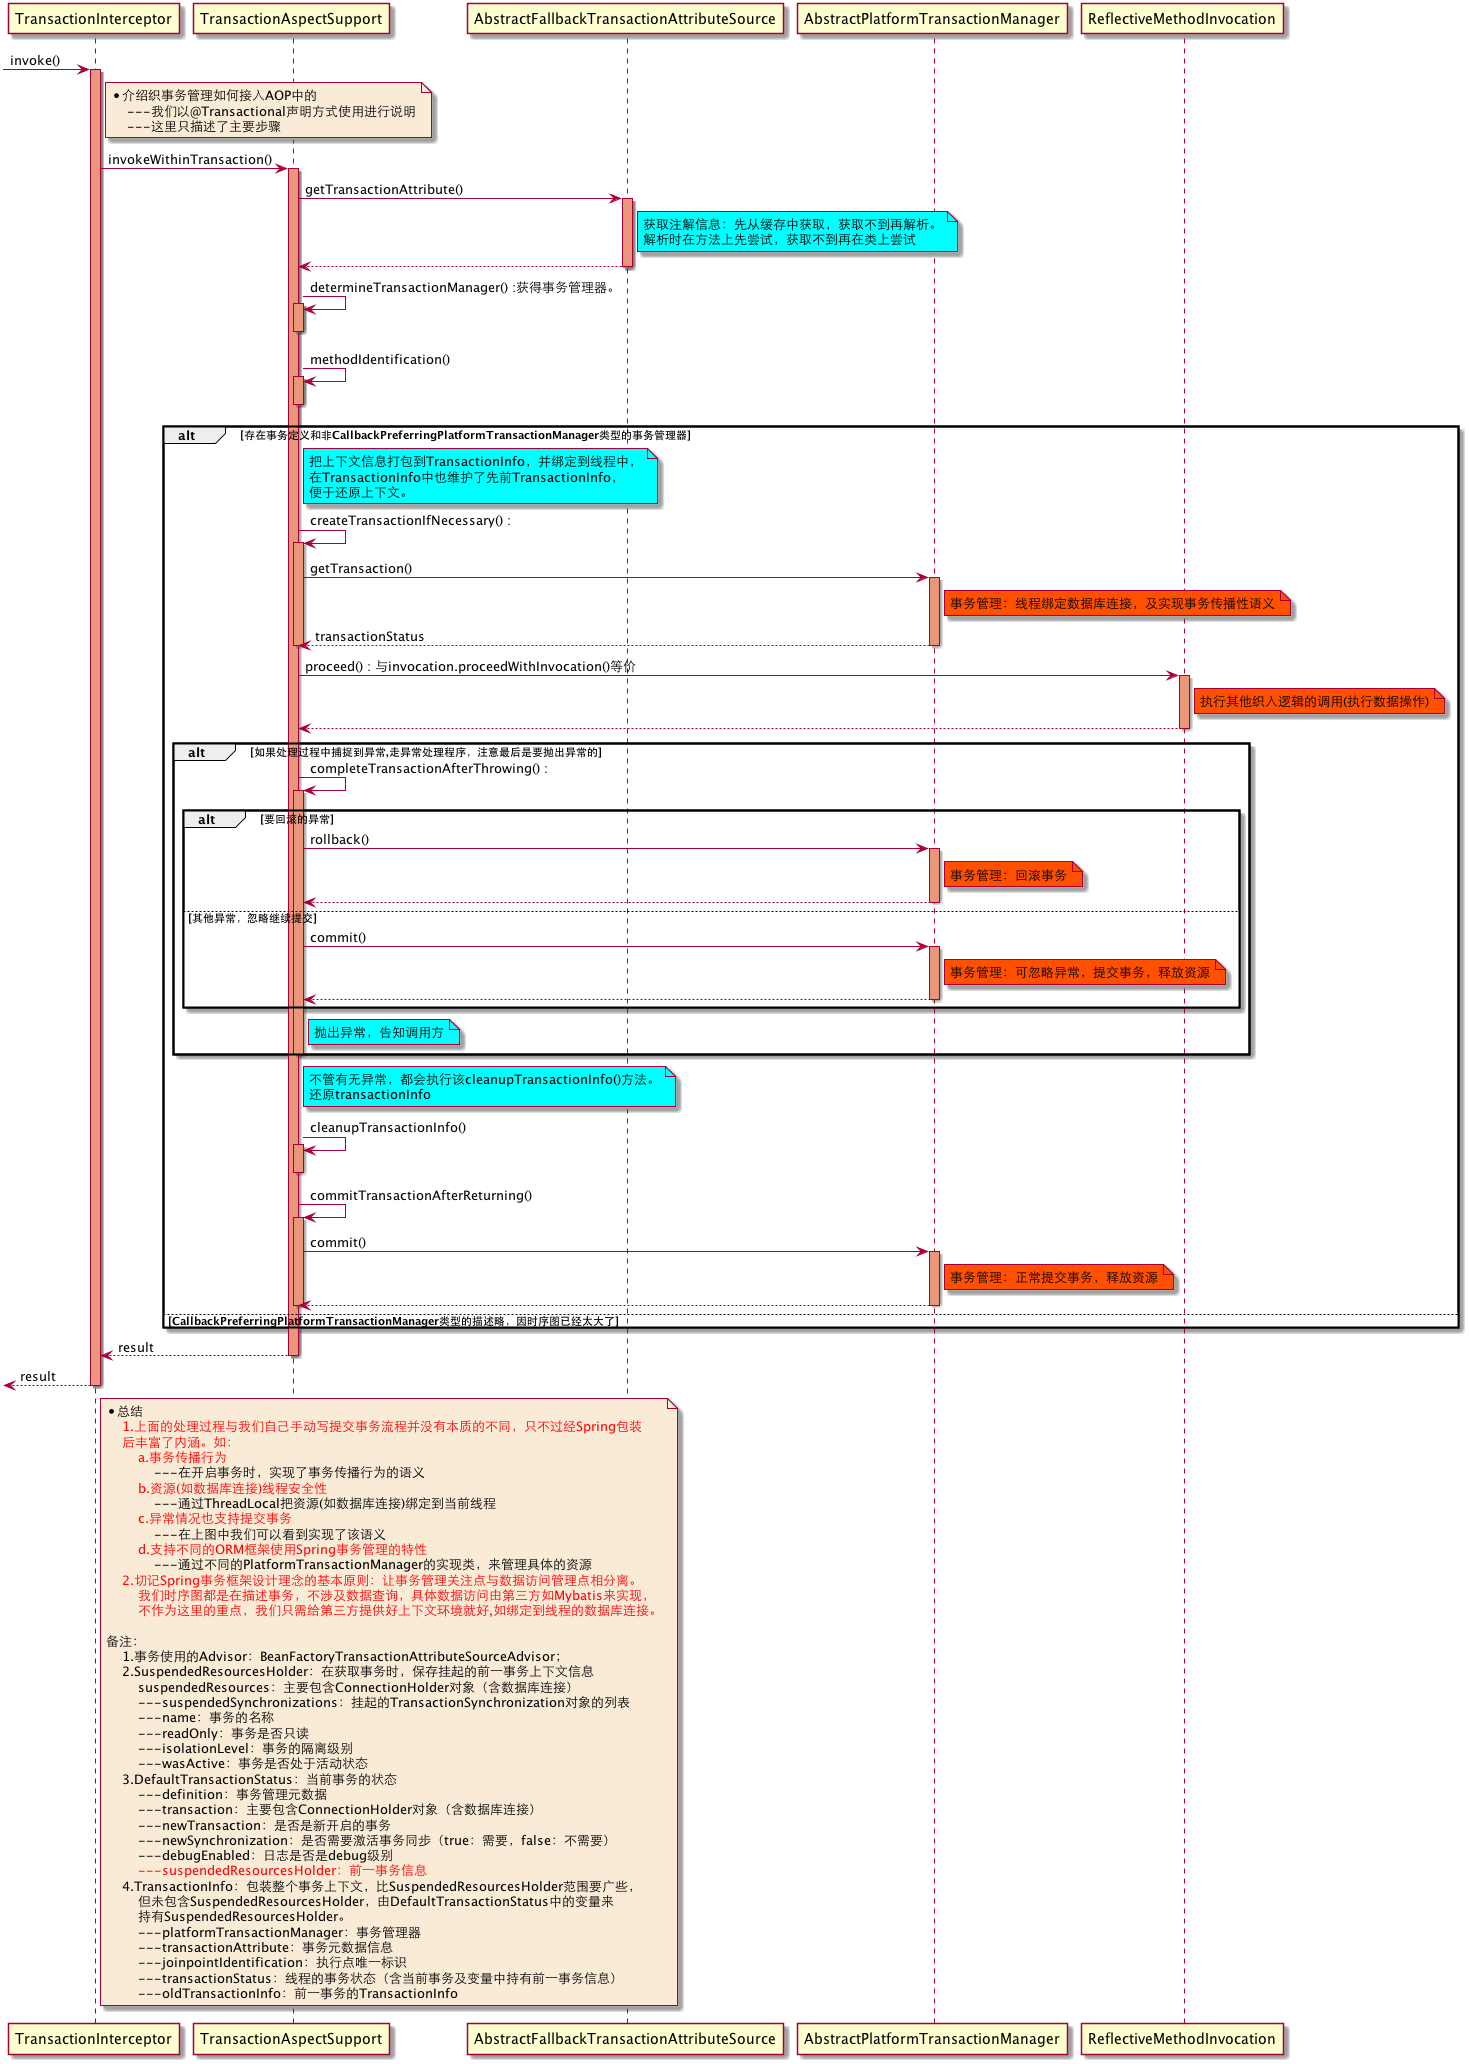 TransactionInterceptor
TransactionAspectSupport
AbstractFallbackTransactionAttributeSource
AbstractPlatformTransactionManager
ReflectiveMethodInvocation
invoke()
•介绍织事务管理如何接入AOP中的
---我们以@Transactional声明方式使用进行说明
---这里只描述了主要步骤
invokeWithinTransaction()
getTransactionAttribute()
获取注解信息：先从缓存中获取，获取不到再解析。
解析时在方法上先尝试，获取不到再在类上尝试
determineTransactionManager() :获得事务管理器。
methodIdentification()
alt
[存在事务定义和非CallbackPreferringPlatformTransactionManager类型的事务管理器]
把上下文信息打包到TransactionInfo，并绑定到线程中，
在TransactionInfo中也维护了先前TransactionInfo，
便于还原上下文。
createTransactionIfNecessary() :
getTransaction()
事务管理：线程绑定数据库连接，及实现事务传播性语义
transactionStatus
proceed() : 与invocation.proceedWithInvocation()等价
执行其他织入逻辑的调用(执行数据操作)
alt
[如果处理过程中捕捉到异常,走异常处理程序，注意最后是要抛出异常的]
completeTransactionAfterThrowing() :
alt
[要回滚的异常]
rollback()
事务管理：回滚事务
[其他异常，忽略继续提交]
commit()
事务管理：可忽略异常，提交事务，释放资源
抛出异常，告知调用方
不管有无异常，都会执行该cleanupTransactionInfo()方法。
还原transactionInfo
cleanupTransactionInfo()
commitTransactionAfterReturning()
commit()
事务管理：正常提交事务，释放资源
[CallbackPreferringPlatformTransactionManager类型的描述略，因时序图已经太大了]
result
result
•总结
1.上面的处理过程与我们自己手动写提交事务流程并没有本质的不同，只不过经Spring包装
后丰富了内涵。如：
a.事务传播行为
---在开启事务时，实现了事务传播行为的语义
b.资源(如数据库连接)线程安全性
---通过ThreadLocal把资源(如数据库连接)绑定到当前线程
c.异常情况也支持提交事务
---在上图中我们可以看到实现了该语义
d.支持不同的ORM框架使用Spring事务管理的特性
---通过不同的PlatformTransactionManager的实现类，来管理具体的资源
2.切记Spring事务框架设计理念的基本原则：让事务管理关注点与数据访问管理点相分离。
我们时序图都是在描述事务，不涉及数据查询，具体数据访问由第三方如Mybatis来实现，
不作为这里的重点，我们只需给第三方提供好上下文环境就好,如绑定到线程的数据库连接。
备注：
1.事务使用的Advisor：BeanFactoryTransactionAttributeSourceAdvisor；
2.SuspendedResourcesHolder：在获取事务时，保存挂起的前一事务上下文信息
suspendedResources：主要包含ConnectionHolder对象（含数据库连接）
---suspendedSynchronizations：挂起的TransactionSynchronization对象的列表
---name：事务的名称
---readOnly：事务是否只读
---isolationLevel：事务的隔离级别
---wasActive：事务是否处于活动状态
3.DefaultTransactionStatus：当前事务的状态
---definition：事务管理元数据
---transaction：主要包含ConnectionHolder对象（含数据库连接）
---newTransaction：是否是新开启的事务
---newSynchronization：是否需要激活事务同步（true：需要，false：不需要）
---debugEnabled：日志是否是debug级别
---suspendedResourcesHolder：前一事务信息
4.TransactionInfo：包装整个事务上下文，比SuspendedResourcesHolder范围要广些，
但未包含SuspendedResourcesHolder，由DefaultTransactionStatus中的变量来
持有SuspendedResourcesHolder。
---platformTransactionManager：事务管理器
---transactionAttribute：事务元数据信息
---joinpointIdentification：执行点唯一标识
---transactionStatus：线程的事务状态（含当前事务及变量中持有前一事务信息）
---oldTransactionInfo：前一事务的TransactionInfo
TransactionInterceptor
TransactionAspectSupport
AbstractFallbackTransactionAttributeSource
AbstractPlatformTransactionManager
ReflectiveMethodInvocation